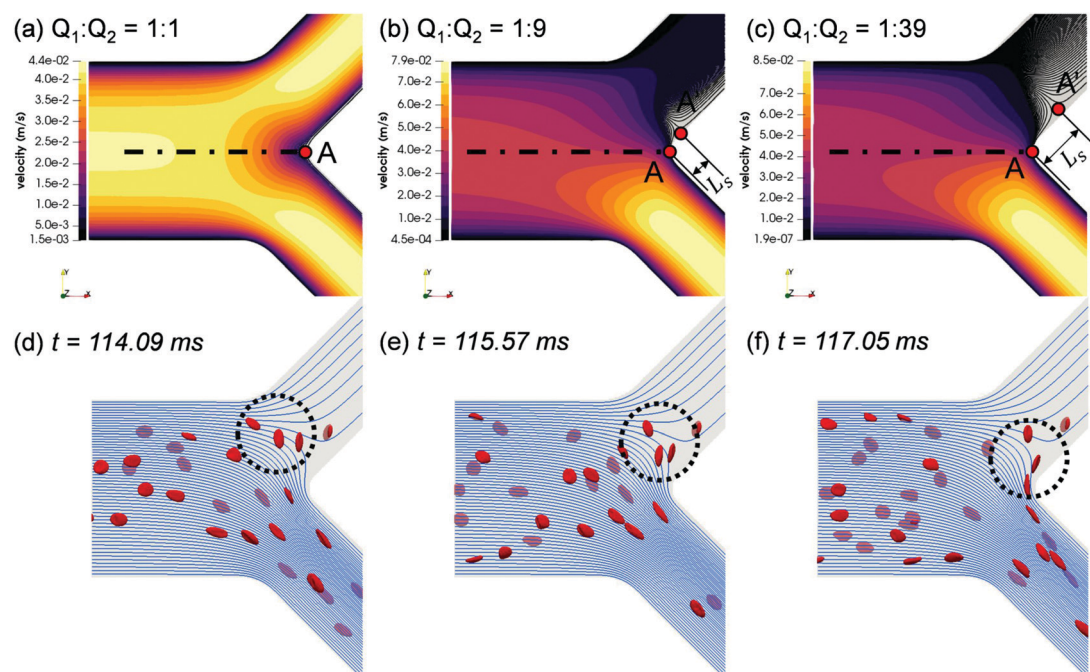 (a) Q₁:Q₂ = 1:1
(b) Q₁:Q₂ = 1:9
(c) Q₁:Q₂ = 1:39
4.4e-02
4.0e-2
3.5e-2
3.0e-2
2.5e-2
2.0e-2
1.5e-2
5.0e-3
1.5e-03
velocity (m/s)
A
Y
Z
X
7.9e-02
7.0e-2
6.0e-2
5.0e-2
4.0e-2
3.0e-2
2.0e-2
1.0e-2
4.5e-04
velocity (m/s)
A'
A
Lₛ
Y
Z
X
8.5e-02
7.0e-2
6.0e-2
5.0e-2
4.0e-2
3.0e-2
2.0e-2
1.0e-2
1.9e-07
velocity (m/s)
A'
A
Lₛ
Y
Z
X
(d) t = 114.09 ms
(e) t = 115.57 ms
(f) t = 117.05 ms